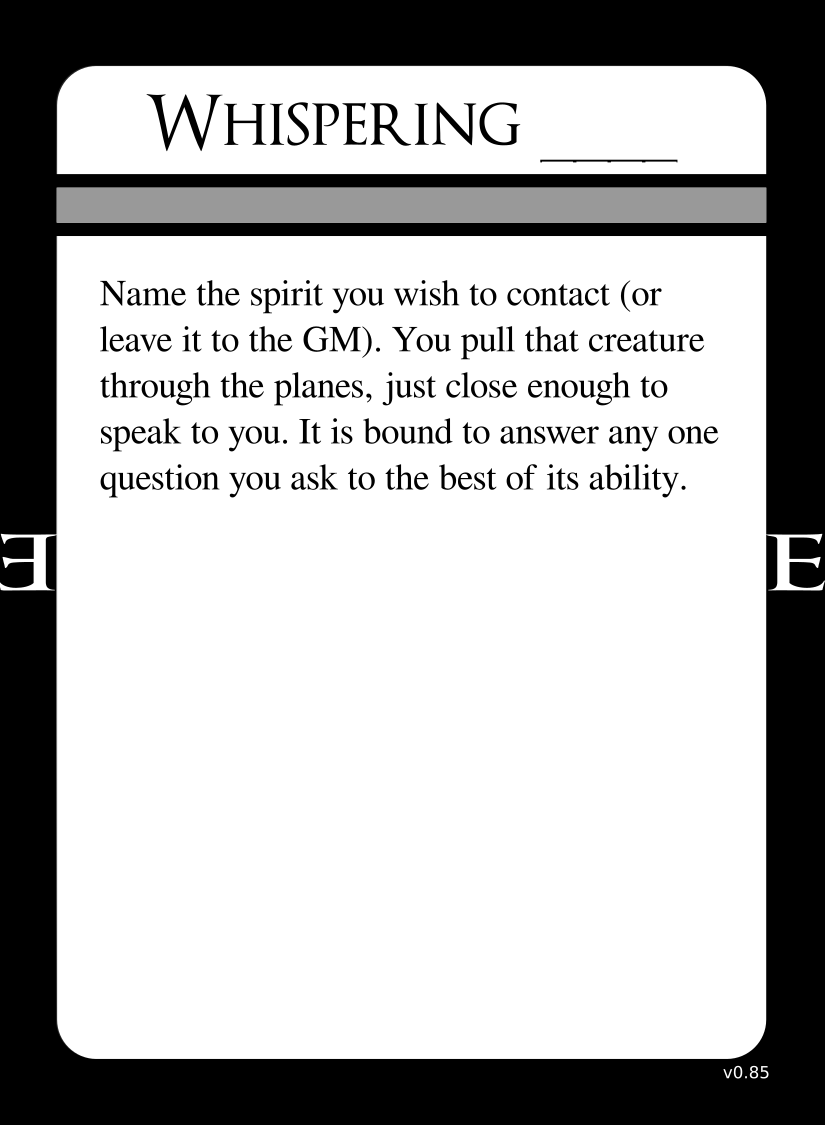 Whispering ____
Name the spirit you wish to contact (or
leave it to the GM). You pull that creature
through the planes, just close enough to
speak to you. It is bound to answer any one
question you ask to the best of its ability.
E E
v0.85